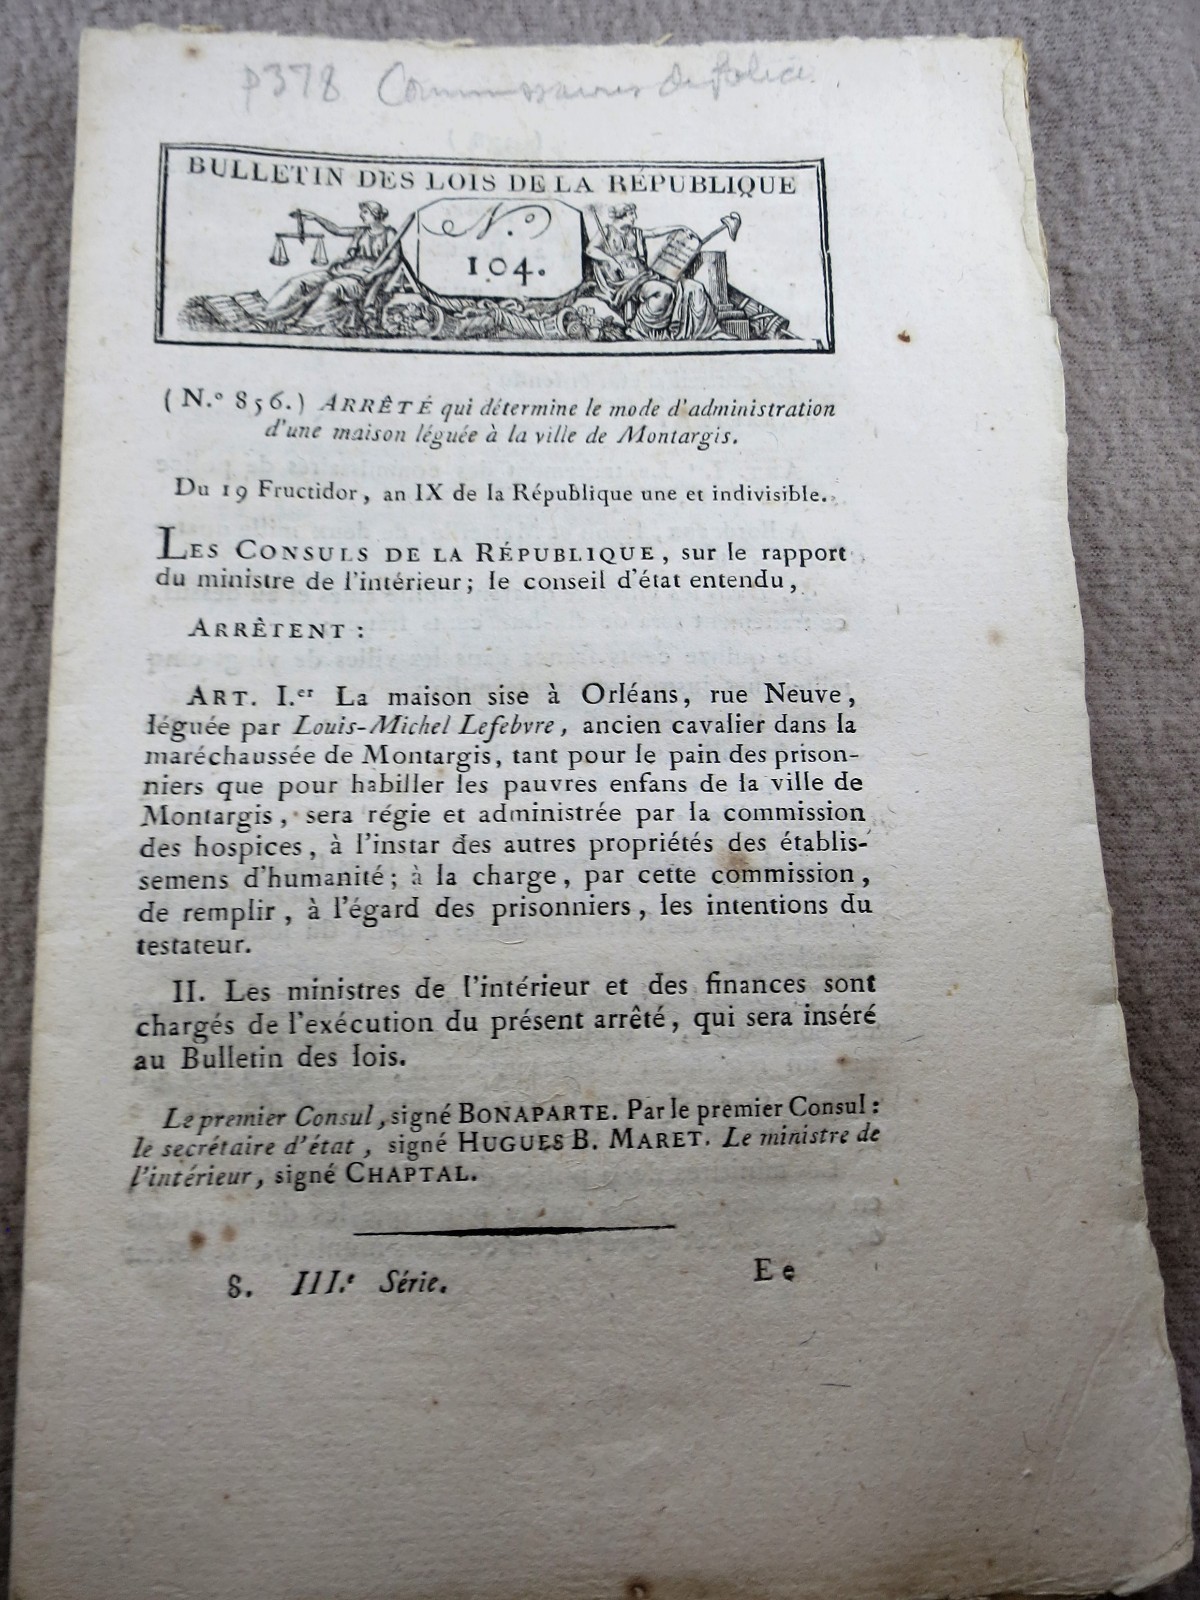 P378 Commissaires de police.
BULLETIN DES LOIS DE LA RÉPUBLIQUE
N.º
104.
( N.º 856.) ARRÊTÉ qui détermine le mode d'administration
d'une maison léguée à la ville de Montargis.
Du 19 Fructidor, an IX de la République une et indivisible.
LES CONSULS DE LA RÉPUBLIQUE, sur le rapport
du ministre de l'intérieur; le conseil d'état entendu,
ARRÊTENT :
ART. I.er La maison sise à Orléans, rue Neuve,
léguée par Louis-Michel Lefebvre, ancien cavalier dans la
maréchaussée de Montargis, tant pour le pain des prison-
niers que pour habiller les pauvres enfans de la ville de
Montargis, sera régie et administrée par la commission
des hospices, à l'instar des autres propriétés des établis-
semens d'humanité; à la charge, par cette commission,
de remplir, à l'égard des prisonniers, les intentions du
testateur.
II. Les ministres de l'intérieur et des finances sont
chargés de l'exécution du présent arrêté, qui sera inséré
au Bulletin des lois.
Le premier Consul, signé BONAPARTE. Par le premier Consul :
le secrétaire d'état, signé HUGUES B. MARET. Le ministre de
l'intérieur, signé CHAPTAL.
8. III.e Série. E e